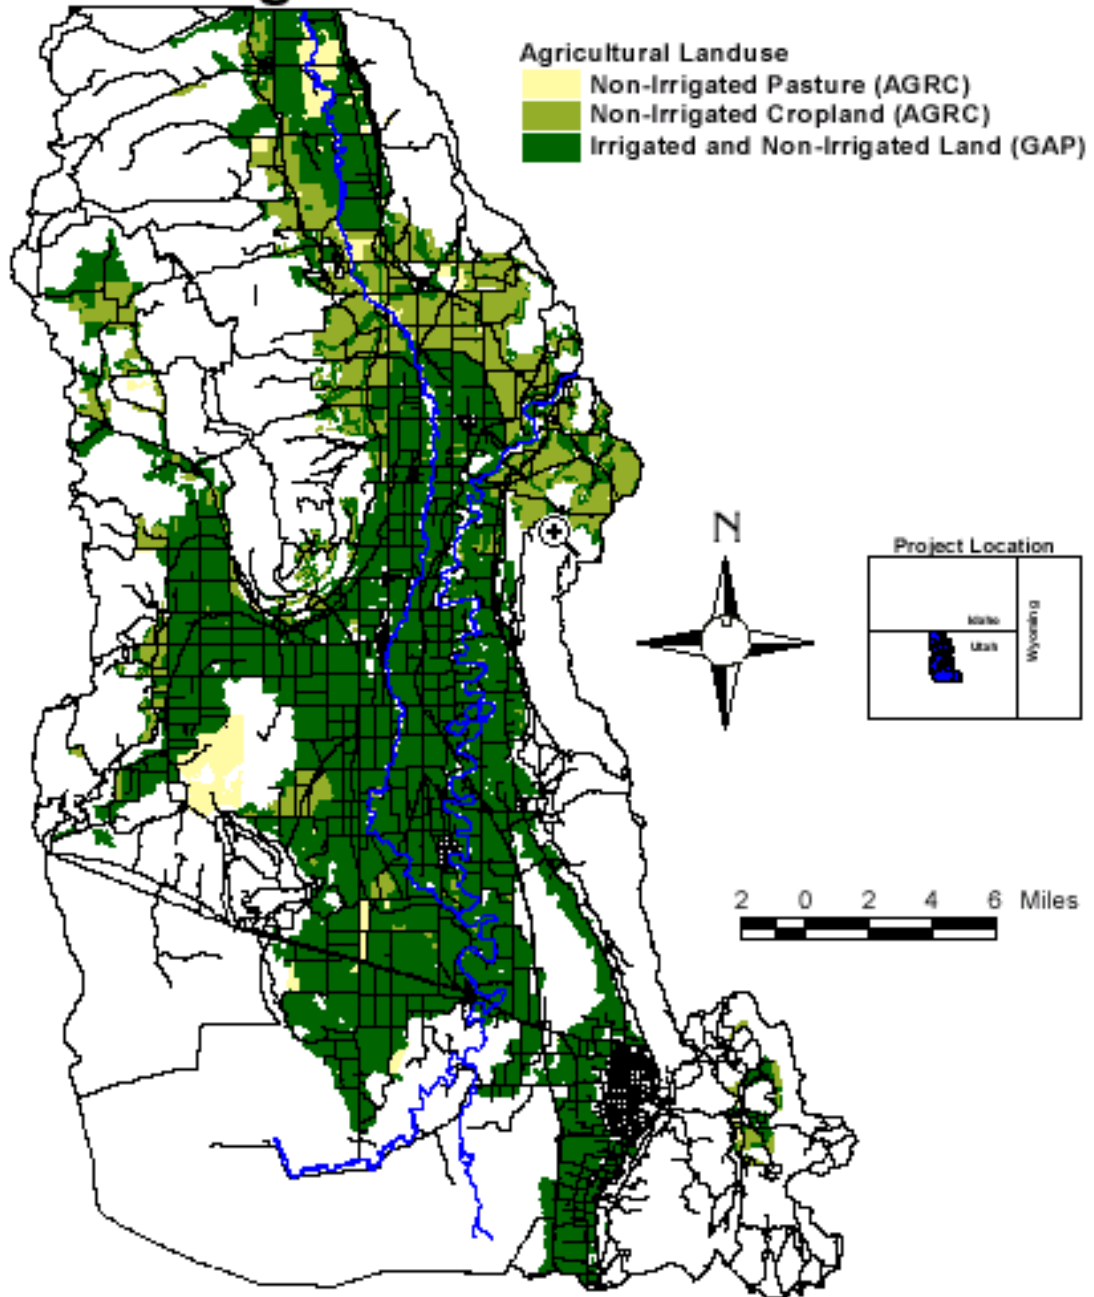 Agricultural Landuse
Non-Irrigated Pasture (AGRC)
Non-Irrigated Cropland (AGRC)
Irrigated and Non-Irrigated Land (GAP)
N
Project Location
Idaho
Utah
Wyoming
2 0 2 4 6 Miles